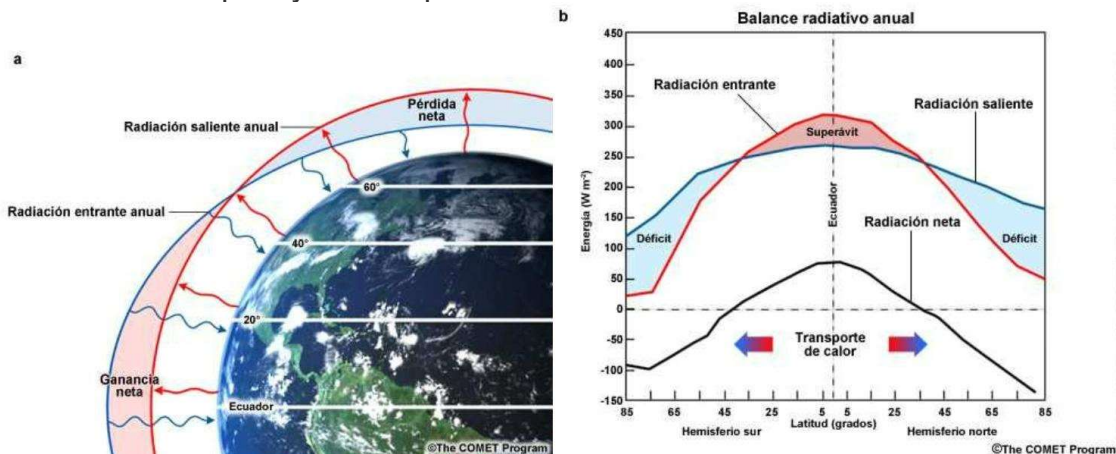 a
Pérdida
neta
Radiación saliente anual
60°
Radiación entrante anual
40°
20°
Ganancia
neta
Ecuador
©The COMET Program
b
Balance radiativo anual
450
400
350
300
250
200
150
100
50
0
-50
-100
-150
Energía (W m-2)
Radiación entrante
Radiación saliente
Superávit
Ecuador
Radiación neta
Déficit
Déficit
Transporte
de calor
85 65 45 25 5 5 25 45 65 85
Latitud (grados)
Hemisferio sur
Hemisferio norte
©The COMET Program